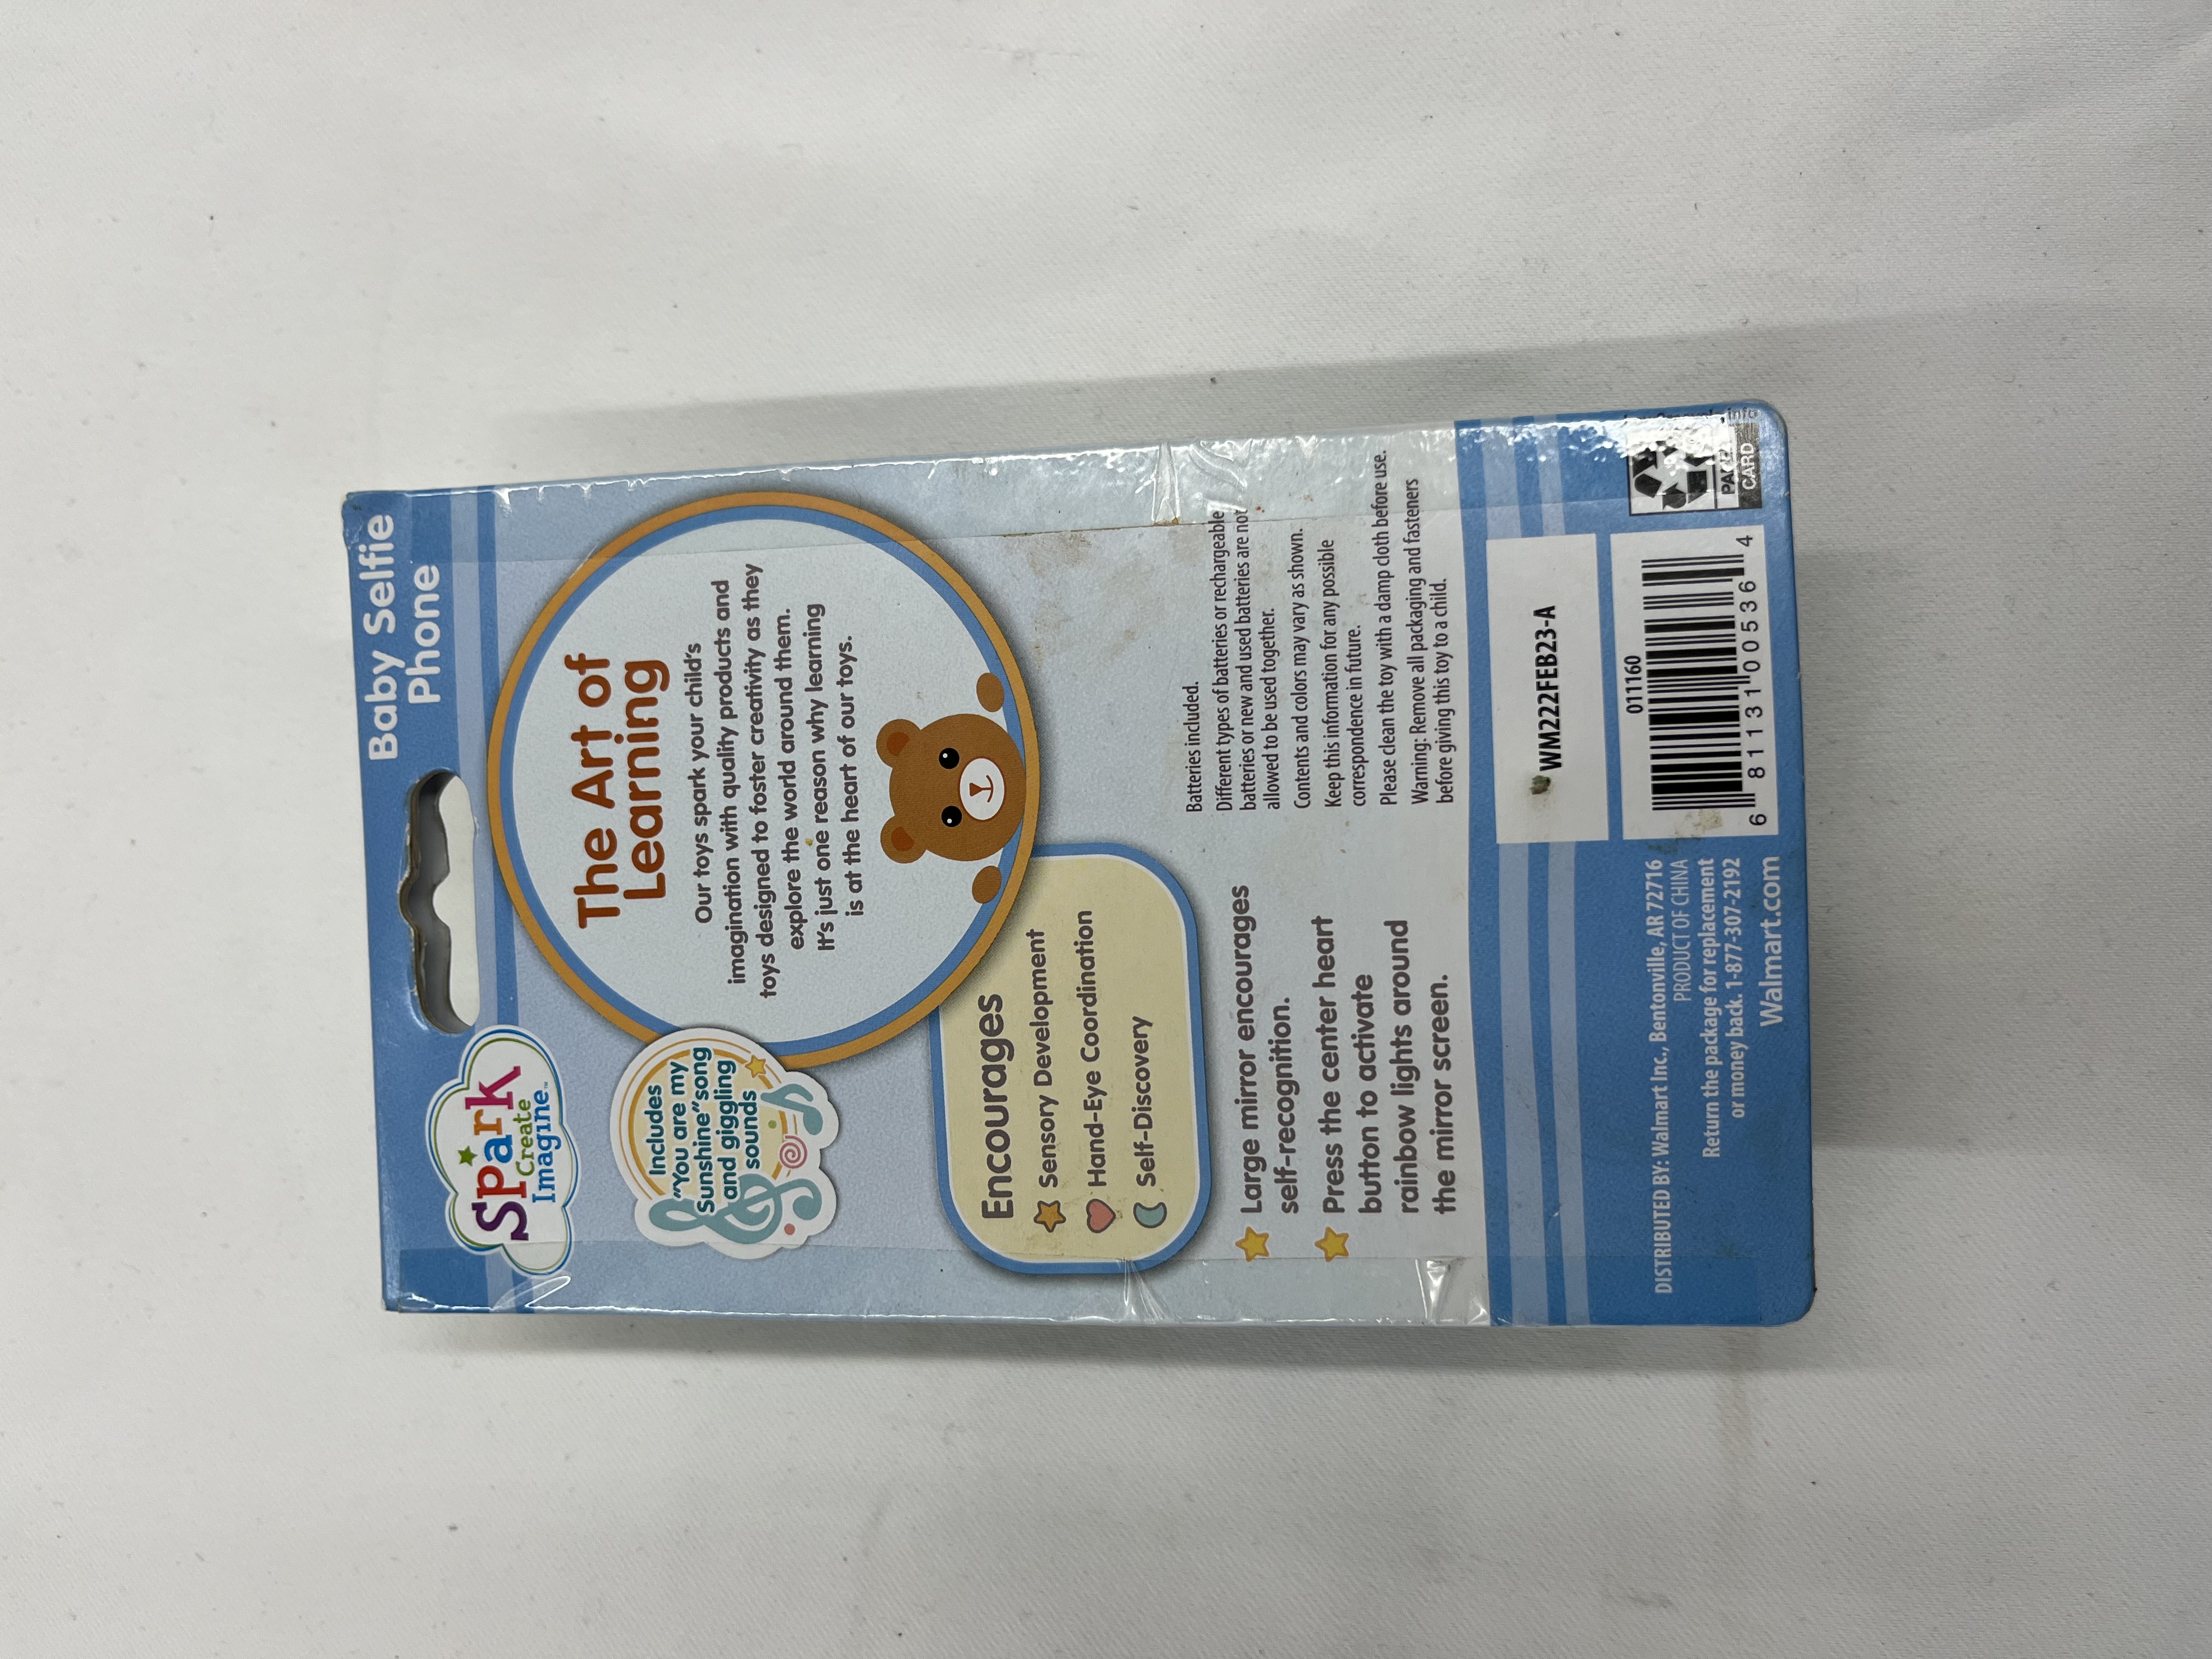 Spark
Create
Imagine™
Baby Selfie
Phone
The Art of
Learning
Our toys spark your child's
imagination with quality products and
toys designed to foster creativity as they
explore the world around them.
It's just one reason why learning
is at the heart of our toys.
Includes
"You are my
Sunshine" song
and giggling
sounds
Encourages
Sensory Development
Hand-Eye Coordination
Self-Discovery
Large mirror encourages
self-recognition.
Press the center heart
button to activate
rainbow lights around
the mirror screen.
Batteries included.
Different types of batteries or rechargeable
batteries or new and used batteries are not
allowed to be used together.
Contents and colors may vary as shown.
Keep this information for any possible
correspondence in future.
Please clean the toy with a damp cloth before use.
Warning: Remove all packaging and fasteners
before giving this toy to a child.
DISTRIBUTED BY: Walmart Inc., Bentonville, AR 72716
PRODUCT OF CHINA
Return the package for replacement
or money back. 1-877-307-2192
Walmart.com
WM222FEB23-A
011160
6 81131 00536 4
CARD